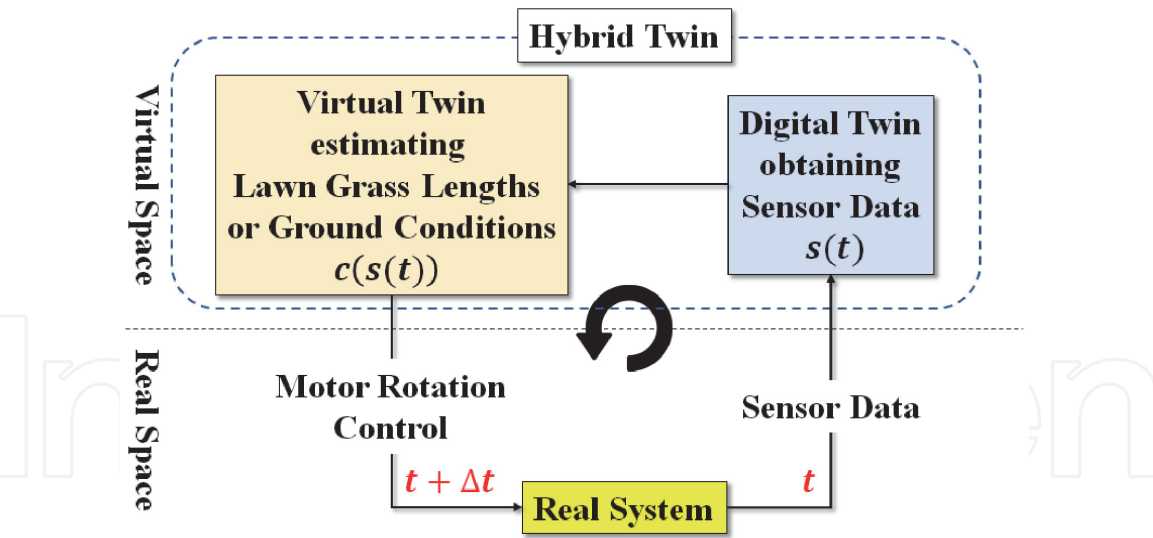 Hybrid Twin
Virtual Space
Virtual Twin
estimating
Lawn Grass Lengths
or Ground Conditions
c(s(t))
Digital Twin
obtaining
Sensor Data
s(t)
Real Space
Motor Rotation
Control
Sensor Data
t + Δt
t
Real System